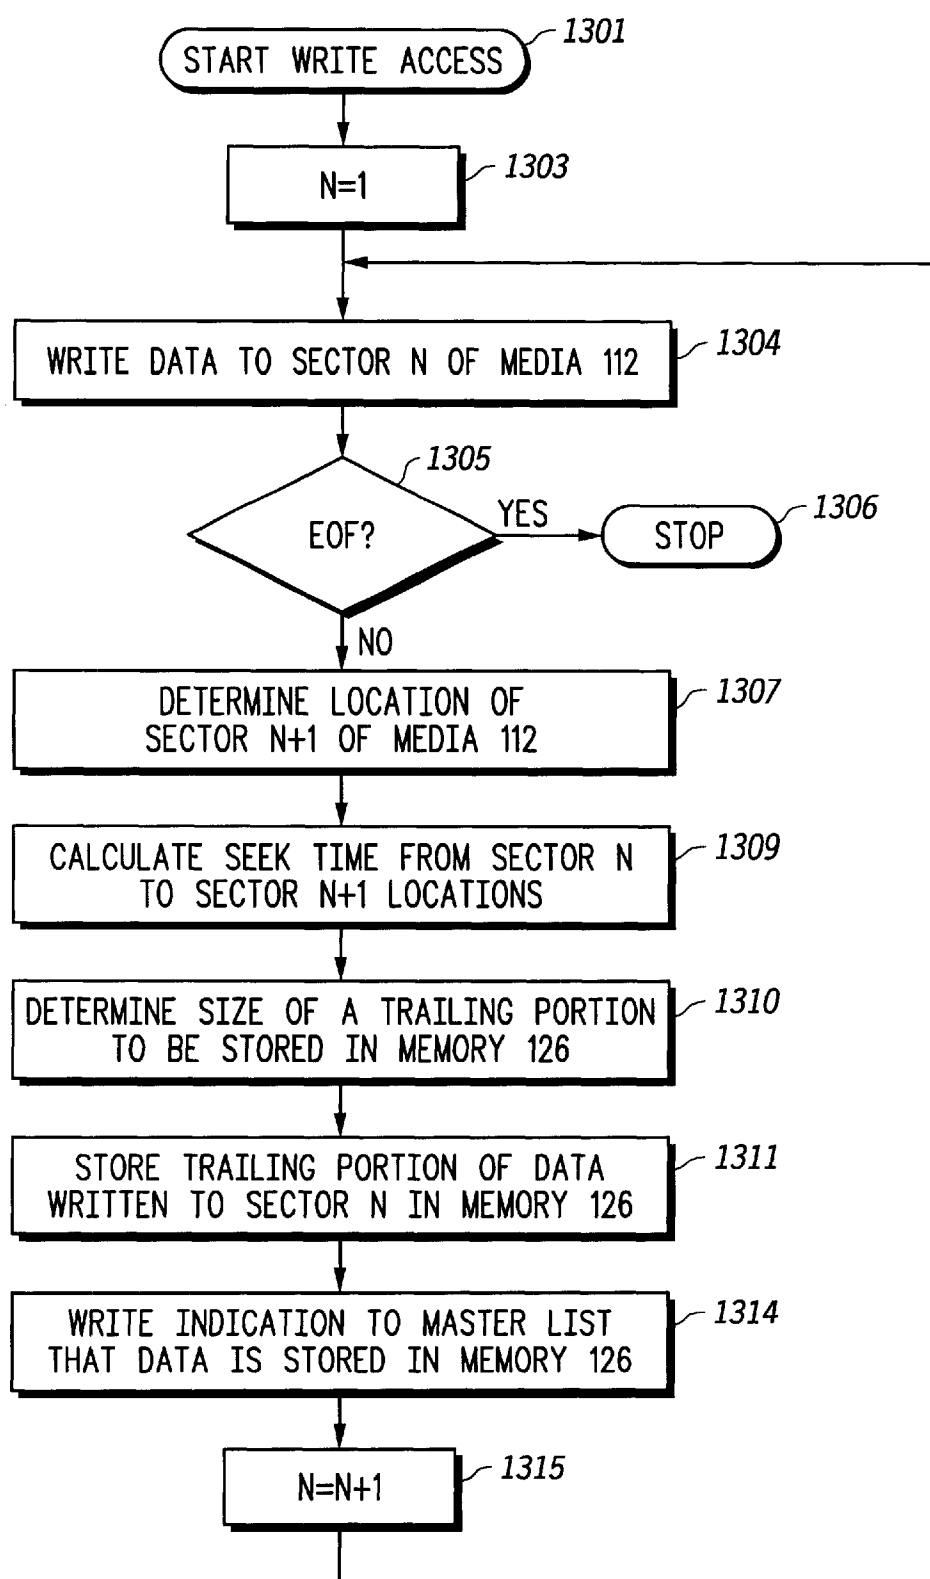 1301
START WRITE ACCESS
1303
N=1
1304
WRITE DATA TO SECTOR N OF MEDIA 112
1305
EOF?
YES
1306
STOP
NO
1307
DETERMINE LOCATION OF
SECTOR N+1 OF MEDIA 112
1309
CALCULATE SEEK TIME FROM SECTOR N
TO SECTOR N+1 LOCATIONS
1310
DETERMINE SIZE OF A TRAILING PORTION
TO BE STORED IN MEMORY 126
1311
STORE TRAILING PORTION OF DATA
WRITTEN TO SECTOR N IN MEMORY 126
1314
WRITE INDICATION TO MASTER LIST
THAT DATA IS STORED IN MEMORY 126
1315
N=N+1